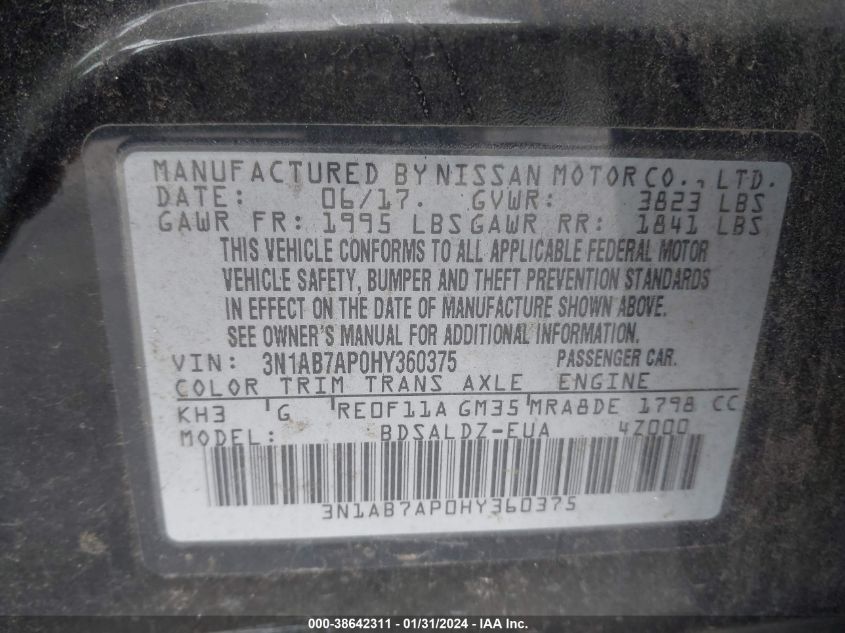 MANUFACTURED BY NISSAN MOTOR CO., LTD.
DATE: 06/17. GVWR: 3823 LBS
GAWR FR: 1995 LBS GAWR RR: 1841 LBS
THIS VEHICLE CONFORMS TO ALL APPLICABLE FEDERAL MOTOR
VEHICLE SAFETY, BUMPER AND THEFT PREVENTION STANDARDS
IN EFFECT ON THE DATE OF MANUFACTURE SHOWN ABOVE.
SEE OWNER'S MANUAL FOR ADDITIONAL INFORMATION.
VIN: 3N1AB7AP0HY360375 PASSENGER CAR.
COLOR TRIM TRANS AXLE ENGINE
KH3 G RE0F11A GM35 MRA8DE 1798 CC
MODEL: BDSALDZ-EUA 4Z000
3N1AB7AP0HY360375
000-38642311 - 01/31/2024 - IAAI.com.